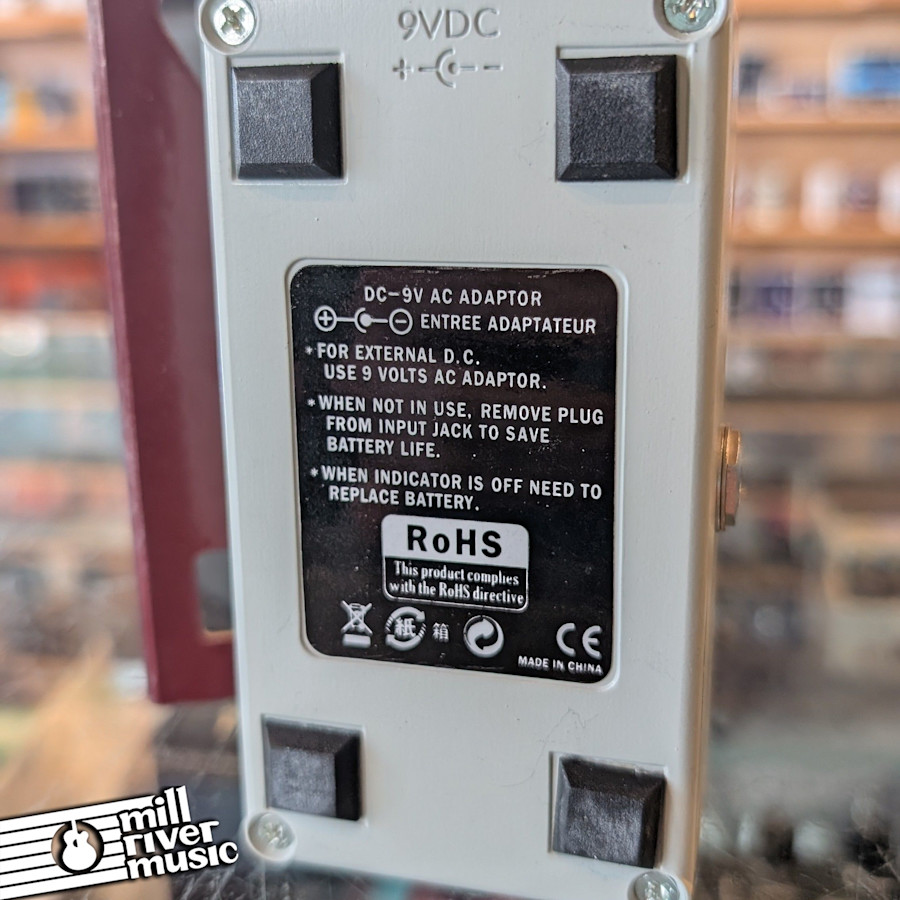 9VDC
+ -
DC-9V AC ADAPTOR
+ - ENTREE ADAPTATEUR
*FOR EXTERNAL D.C.
USE 9 VOLTS AC ADAPTOR.
*WHEN NOT IN USE, REMOVE PLUG
FROM INPUT JACK TO SAVE
BATTERY LIFE.
*WHEN INDICATOR IS OFF NEED TO
REPLACE BATTERY.
RoHS
This product complies
with the RoHS directive
紙 箱
CE
MADE IN CHINA
mill
river
music